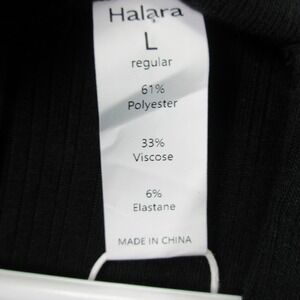 Halara
L
regular
61%
Polyester
33%
Viscose
6%
Elastane
MADE IN CHINA